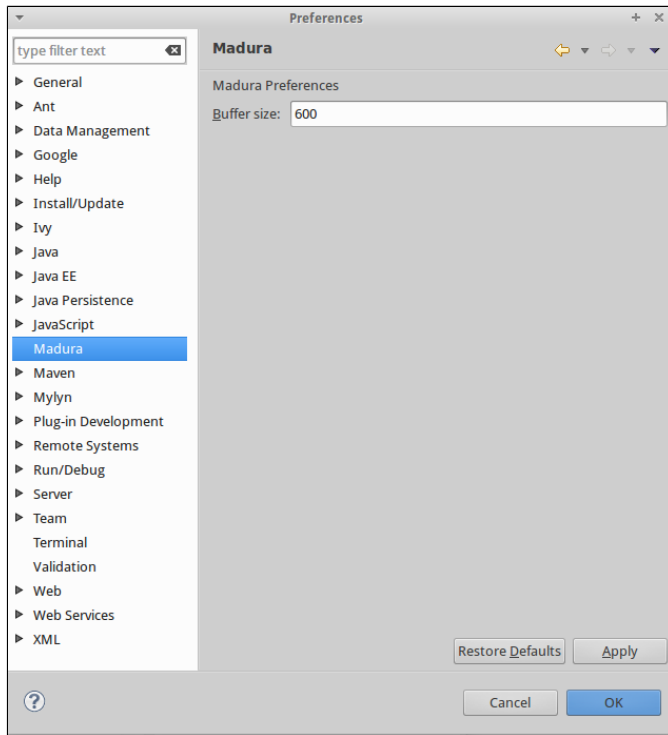 Preferences
type filter text
Madura
General
Madura Preferences
Ant
Buffer size: 600
Data Management
Google
Help
Install/Update
Ivy
Java
Java EE
Java Persistence
JavaScript
Madura
Maven
Mylyn
Plug-in Development
Remote Systems
Run/Debug
Server
Team
Terminal
Validation
Web
Web Services
XML
Restore Defaults
Apply
?
Cancel
OK